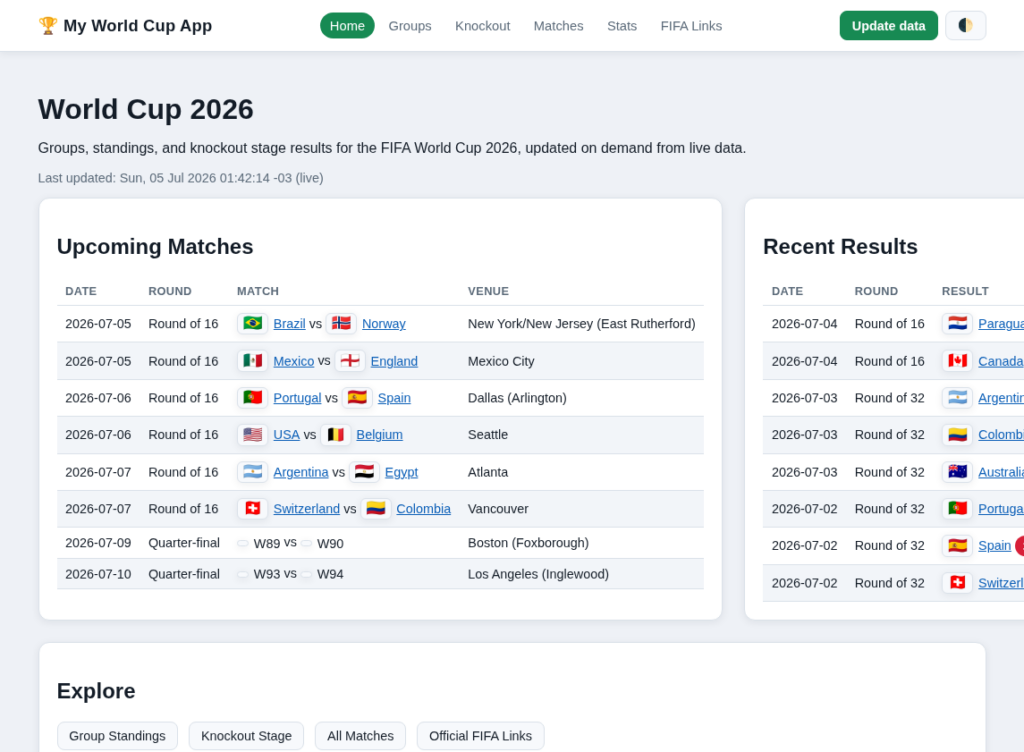 My World Cup App
Home Groups Knockout Matches Stats FIFA Links
Update data
World Cup 2026
Groups, standings, and knockout stage results for the FIFA World Cup 2026, updated on demand from live data.
Last updated: Sun, 05 Jul 2026 01:42:14 -03 (live)
Upcoming Matches
DATE ROUND MATCH VENUE
2026-07-05 Round of 16 Brazil vs Norway New York/New Jersey (East Rutherford)
2026-07-05 Round of 16 Mexico vs England Mexico City
2026-07-06 Round of 16 Portugal vs Spain Dallas (Arlington)
2026-07-06 Round of 16 USA vs Belgium Seattle
2026-07-07 Round of 16 Argentina vs Egypt Atlanta
2026-07-07 Round of 16 Switzerland vs Colombia Vancouver
2026-07-09 Quarter-final W89 vs W90 Boston (Foxborough)
2026-07-10 Quarter-final W93 vs W94 Los Angeles (Inglewood)
Recent Results
DATE ROUND RESULT
2026-07-04 Round of 16
2026-07-04 Round of 16 Canada
2026-07-03 Round of 32
2026-07-03 Round of 32
2026-07-03 Round of 32
2026-07-02 Round of 32
2026-07-02 Round of 32 Spain
2026-07-02 Round of 32
Explore
Group Standings Knockout Stage All Matches Official FIFA Links